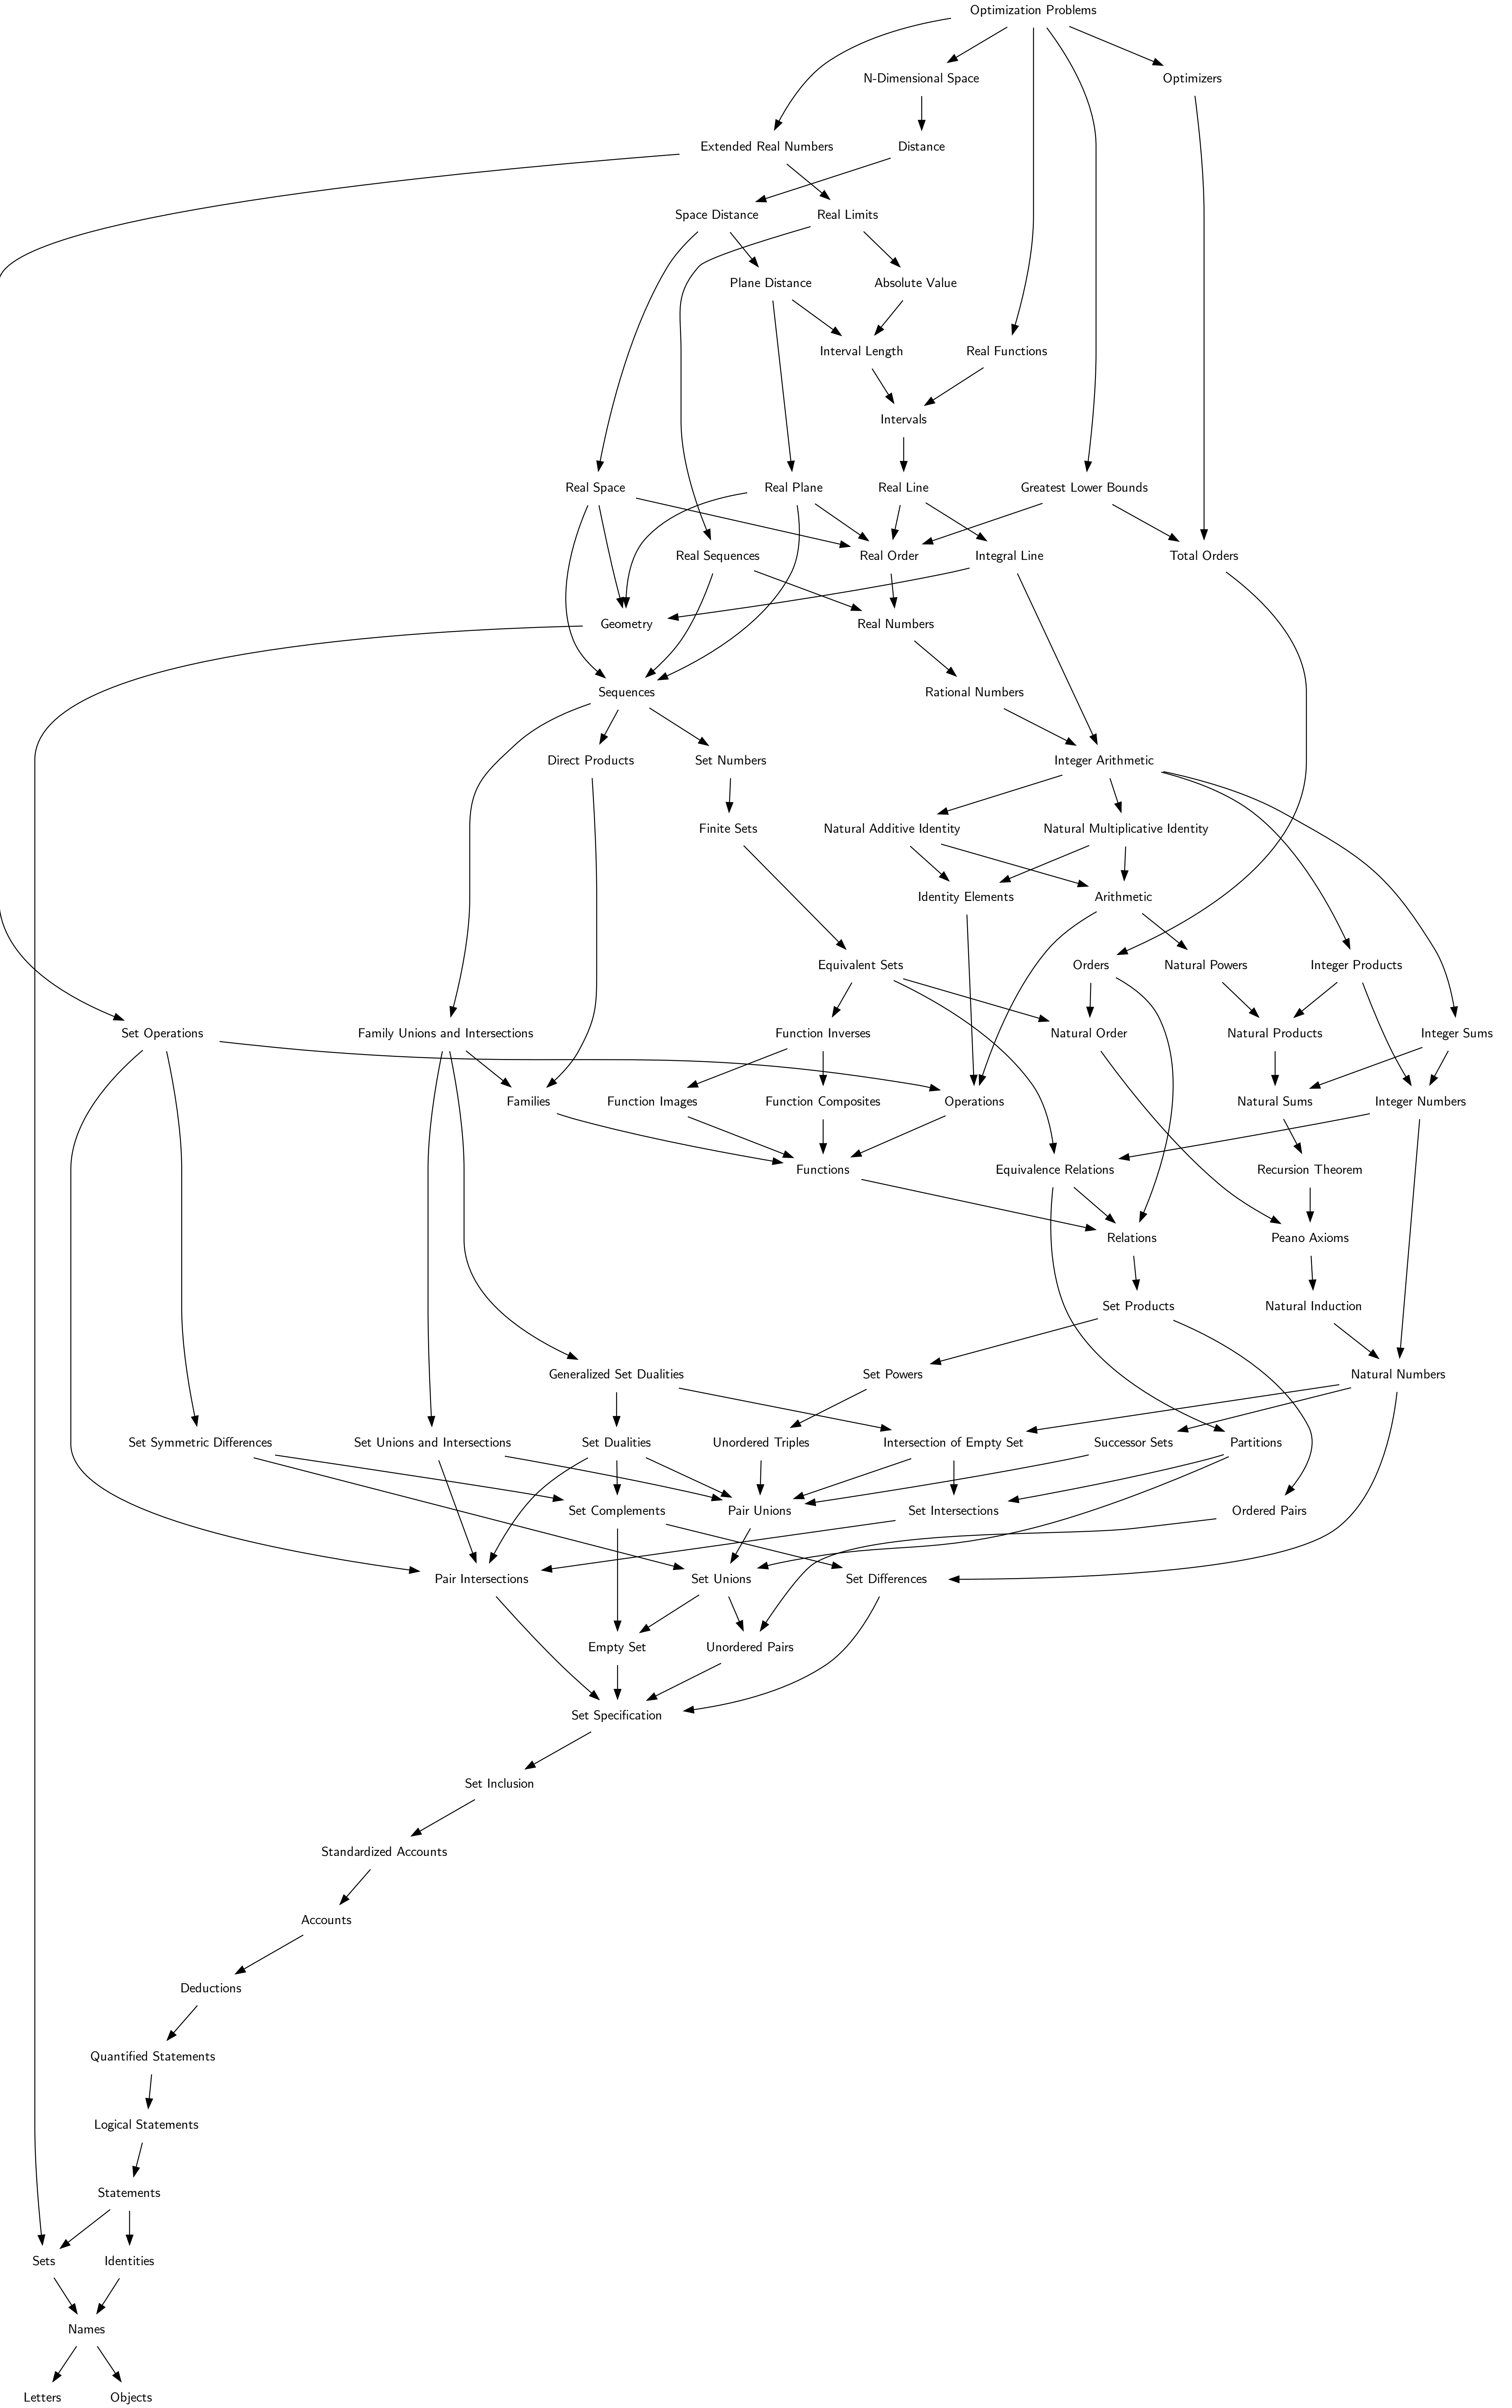 Optimization Problems
N-Dimensional Space
Optimizers
Extended Real Numbers
Distance
Space Distance
Real Limits
Plane Distance
Absolute Value
Interval Length
Real Functions
Intervals
Real Space
Real Plane
Real Line
Greatest Lower Bounds
Real Sequences
Real Order
Integral Line
Total Orders
Geometry
Real Numbers
Sequences
Rational Numbers
Direct Products
Set Numbers
Integer Arithmetic
Finite Sets
Natural Additive Identity
Natural Multiplicative Identity
Identity Elements
Arithmetic
Equivalent Sets
Orders
Natural Powers
Integer Products
Set Operations
Family Unions and Intersections
Function Inverses
Natural Order
Natural Products
Integer Sums
Families
Function Images
Function Composites
Operations
Natural Sums
Integer Numbers
Functions
Equivalence Relations
Recursion Theorem
Relations
Peano Axioms
Set Products
Natural Induction
Generalized Set Dualities
Set Powers
Natural Numbers
Set Symmetric Differences
Set Unions and Intersections
Set Dualities
Unordered Triples
Intersection of Empty Set
Successor Sets
Partitions
Set Complements
Pair Unions
Set Intersections
Ordered Pairs
Pair Intersections
Set Unions
Set Differences
Empty Set
Unordered Pairs
Set Specification
Set Inclusion
Standardized Accounts
Accounts
Deductions
Quantified Statements
Logical Statements
Statements
Sets
Identities
Names
Letters
Objects